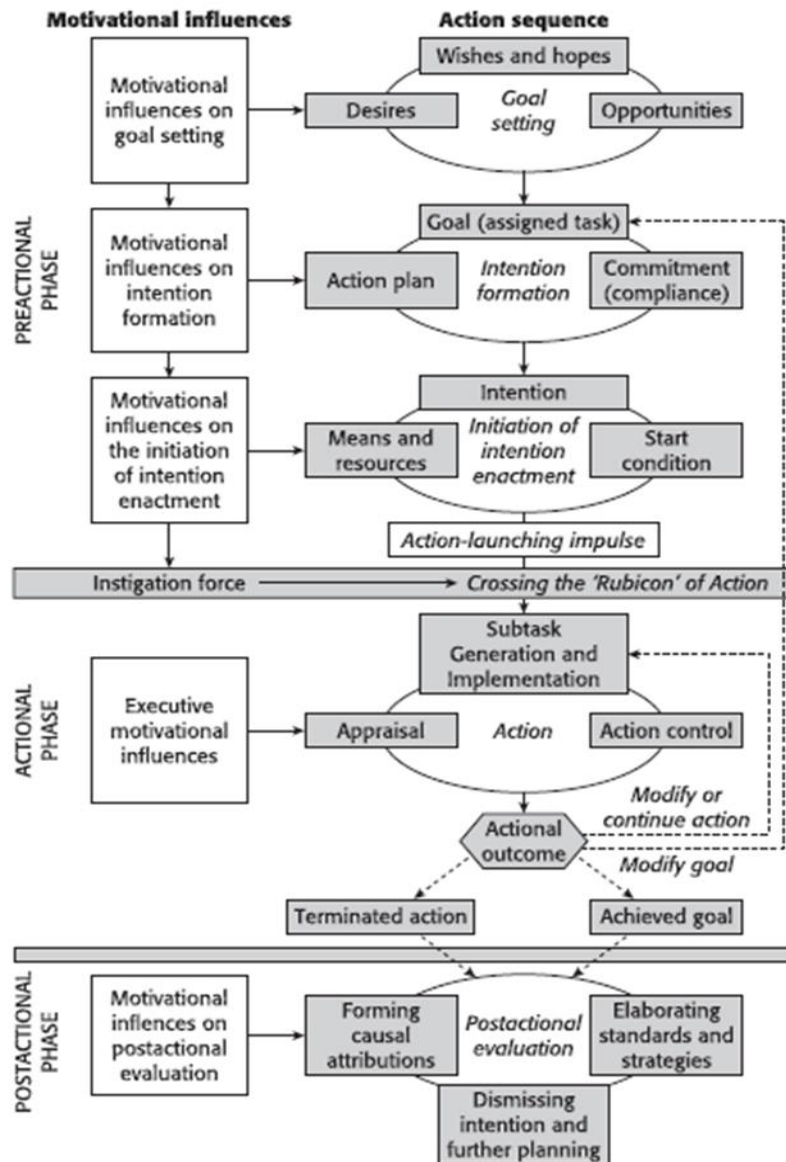 Motivational influences
Action sequence
PREACTIONAL
PHASE
Motivational
influences on
goal setting
Wishes and hopes
Desires
Goal
setting
Opportunities
Motivational
influences on
intention
formation
Goal (assigned task)
Action plan
Intention
formation
Commitment
(compliance)
Motivational
influences on
the initiation
of intention
enactment
Intention
Means and
resources
Initiation of
intention
enactment
Start
condition
Action-launching impulse
Instigation force
Crossing the 'Rubicon' of Action
ACTIONAL
PHASE
Executive
motivational
influences
Subtask
Generation and
Implementation
Appraisal
Action
Action control
Modify or
continue action
Actional
outcome
Modify goal
Terminated action
Achieved goal
POSTACTIONAL
PHASE
Motivational
inflences on
postactional
evaluation
Forming
causal
attributions
Postactional
evaluation
Elaborating
standards and
strategies
Dismissing
intention and
further planning